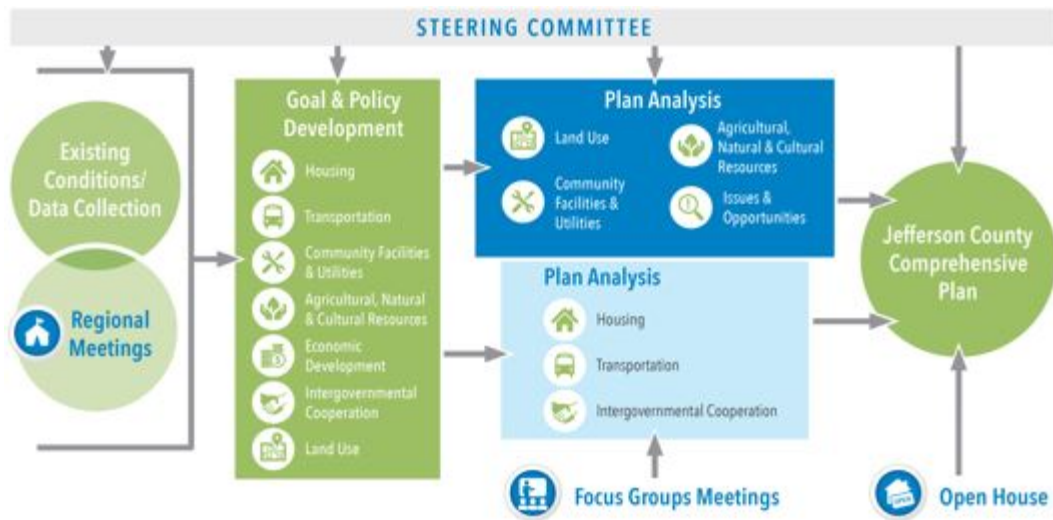 STEERING COMMITTEE
Existing
Conditions/
Data Collection
Regional
Meetings
Goal & Policy
Development
Housing
Transportation
Community Facilities
& Utilities
Agricultural, Natural
& Cultural Resources
Economic
Development
Intergovernmental
Cooperation
Land Use
Plan Analysis
Land Use
Community
Facilities &
Utilities
Agricultural,
Natural & Cultural
Resources
Issues &
Opportunities
Plan Analysis
Housing
Transportation
Intergovernmental Cooperation
Focus Groups Meetings
Jefferson County
Comprehensive
Plan
OPEN
Open House